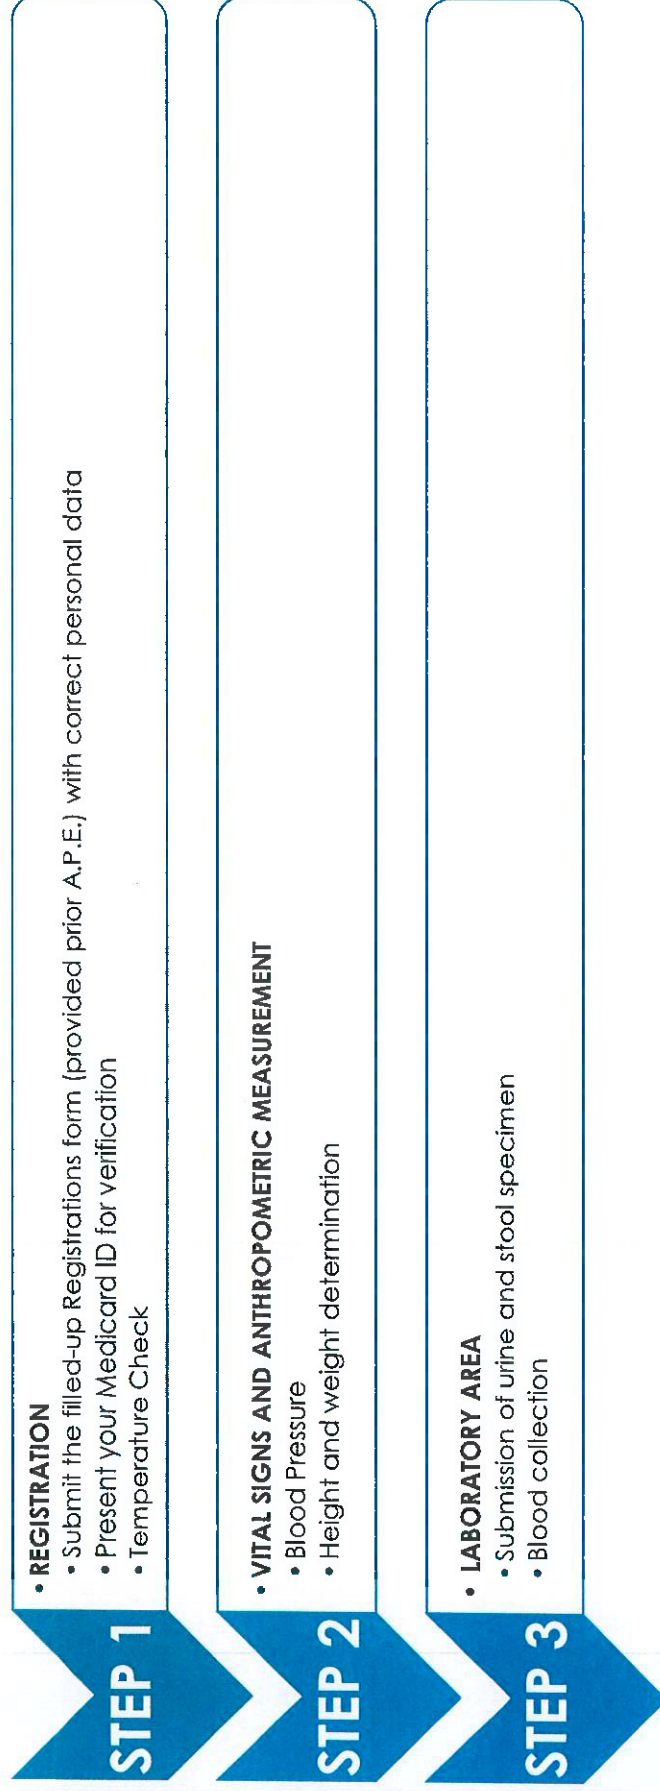 STEP 1
• REGISTRATION
• Submit the filled-up Registrations form (provided prior A.P.E.) with correct personal data
• Present your Medicard ID for verification
• Temperature Check
STEP 2
• VITAL SIGNS AND ANTHROPOMETRIC MEASUREMENT
• Blood Pressure
• Height and weight determination
STEP 3
• LABORATORY AREA
• Submission of urine and stool specimen
• Blood collection